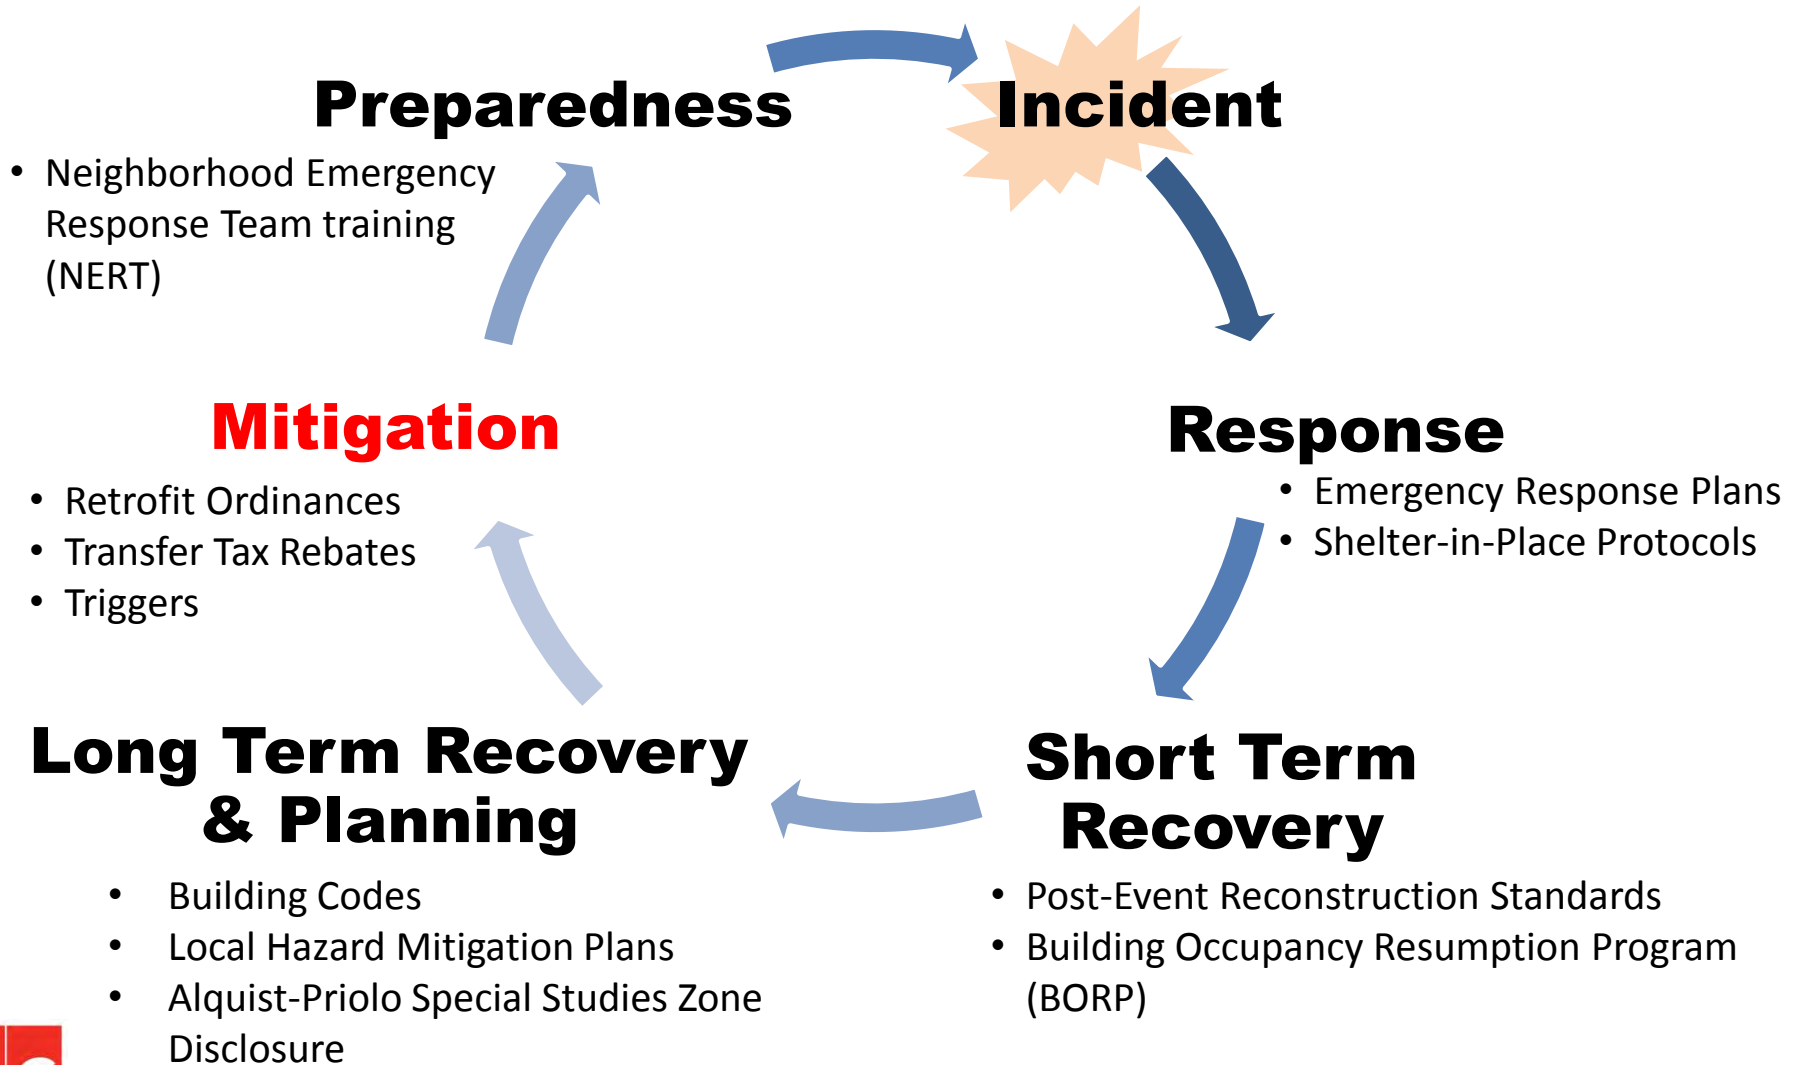 Preparedness
Incident
• Neighborhood Emergency
Response Team training
(NERT)
Mitigation
• Retrofit Ordinances
• Transfer Tax Rebates
• Triggers
Response
• Emergency Response Plans
• Shelter-in-Place Protocols
Long Term Recovery
& Planning
• Building Codes
• Local Hazard Mitigation Plans
• Alquist-Priolo Special Studies Zone
Disclosure
Short Term
Recovery
• Post-Event Reconstruction Standards
• Building Occupancy Resumption Program
(BORP)